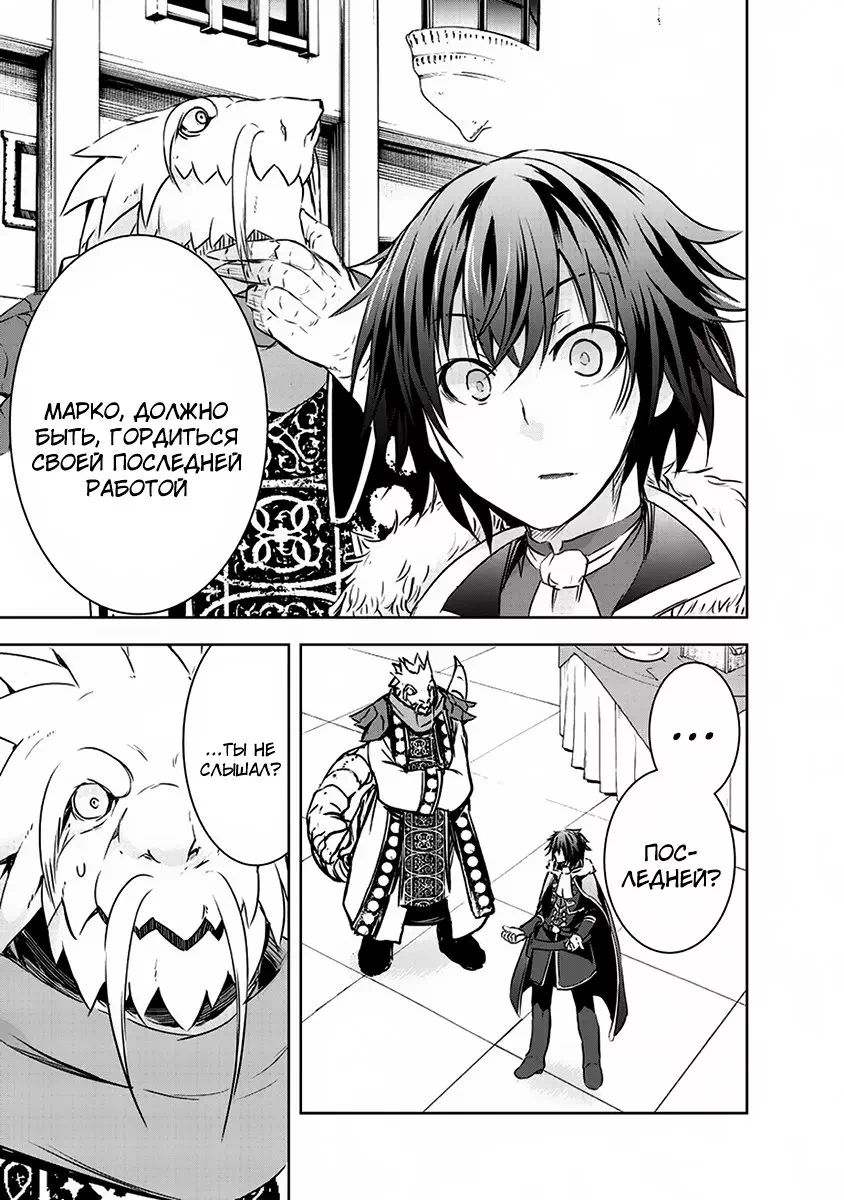 МАРКО, ДОЛЖНО
БЫТЬ, ГОРДИТЬСЯ
СВОЕЙ ПОСЛЕДНЕЙ
РАБОТОЙ
...
ПОС-
ЛЕДНЕЙ?
...ТЫ НЕ
СЛЫШАЛ?